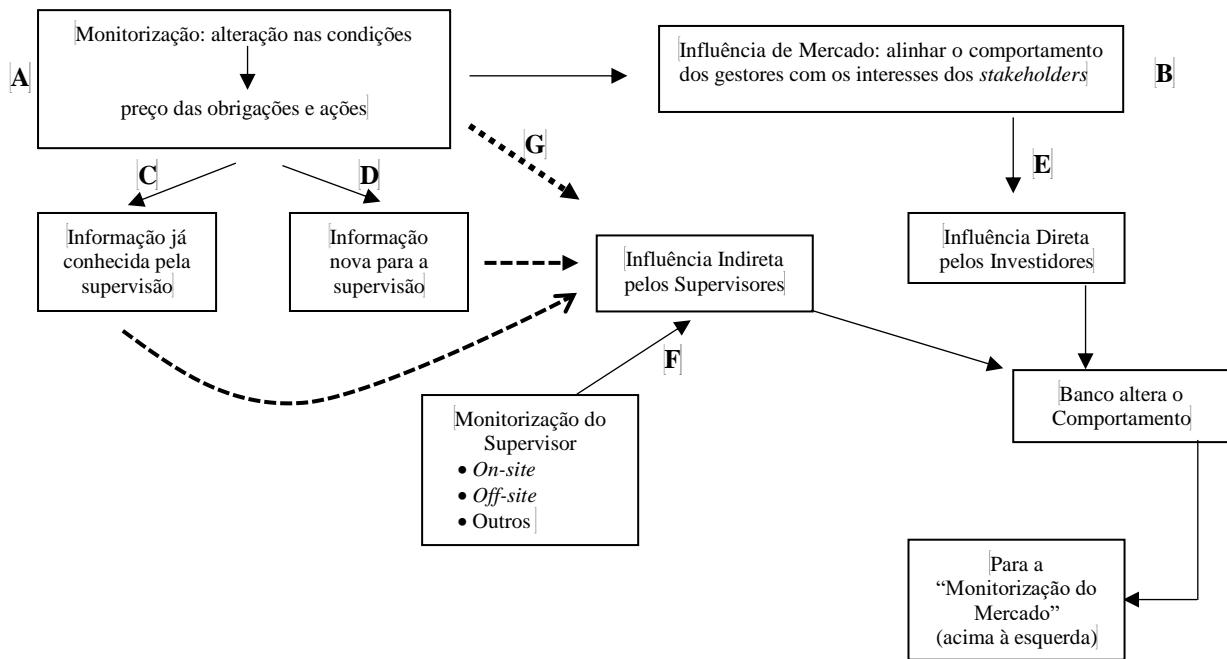 Monitorização: alteração nas condições
preço das obrigações e ações
A
Influência de Mercado: alinhar o comportamento
dos gestores com os interesses dos stakeholders
B
G
C
D
E
Informação já
conhecida pela
supervisão
Informação
nova para a
supervisão
Influência Indireta
pelos Supervisores
Influência Direta
pelos Investidores
F
Monitorização do
Supervisor
• On-site
• Off-site
• Outros
Banco altera o
Comportamento
Para a
“Monitorização do
Mercado”
(acima à esquerda)